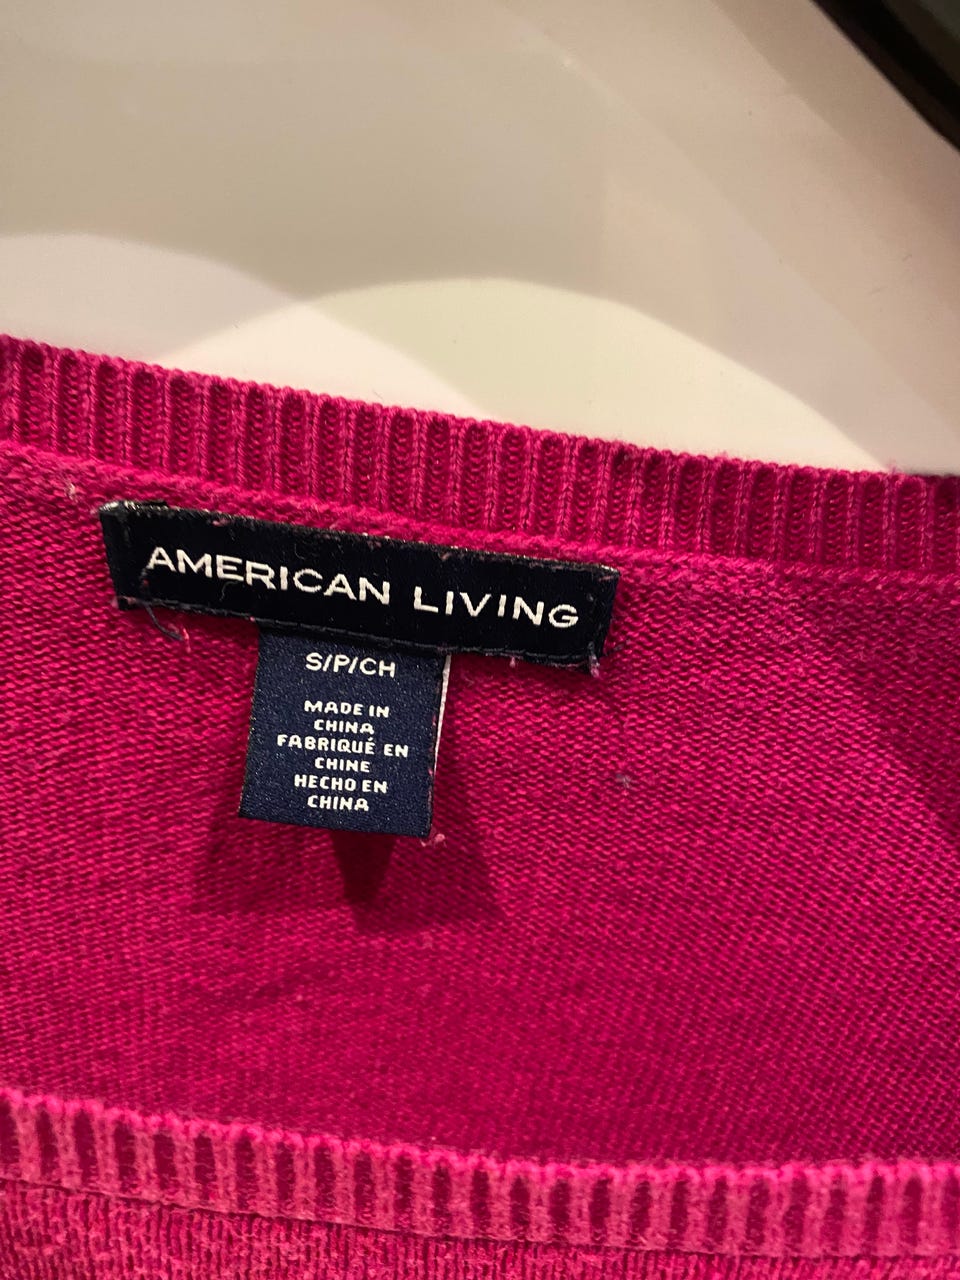 AMERICAN LIVING
S/P/CH
MADE IN
CHINA
FABRIQUÉ EN
CHINE
HECHO EN
CHINA